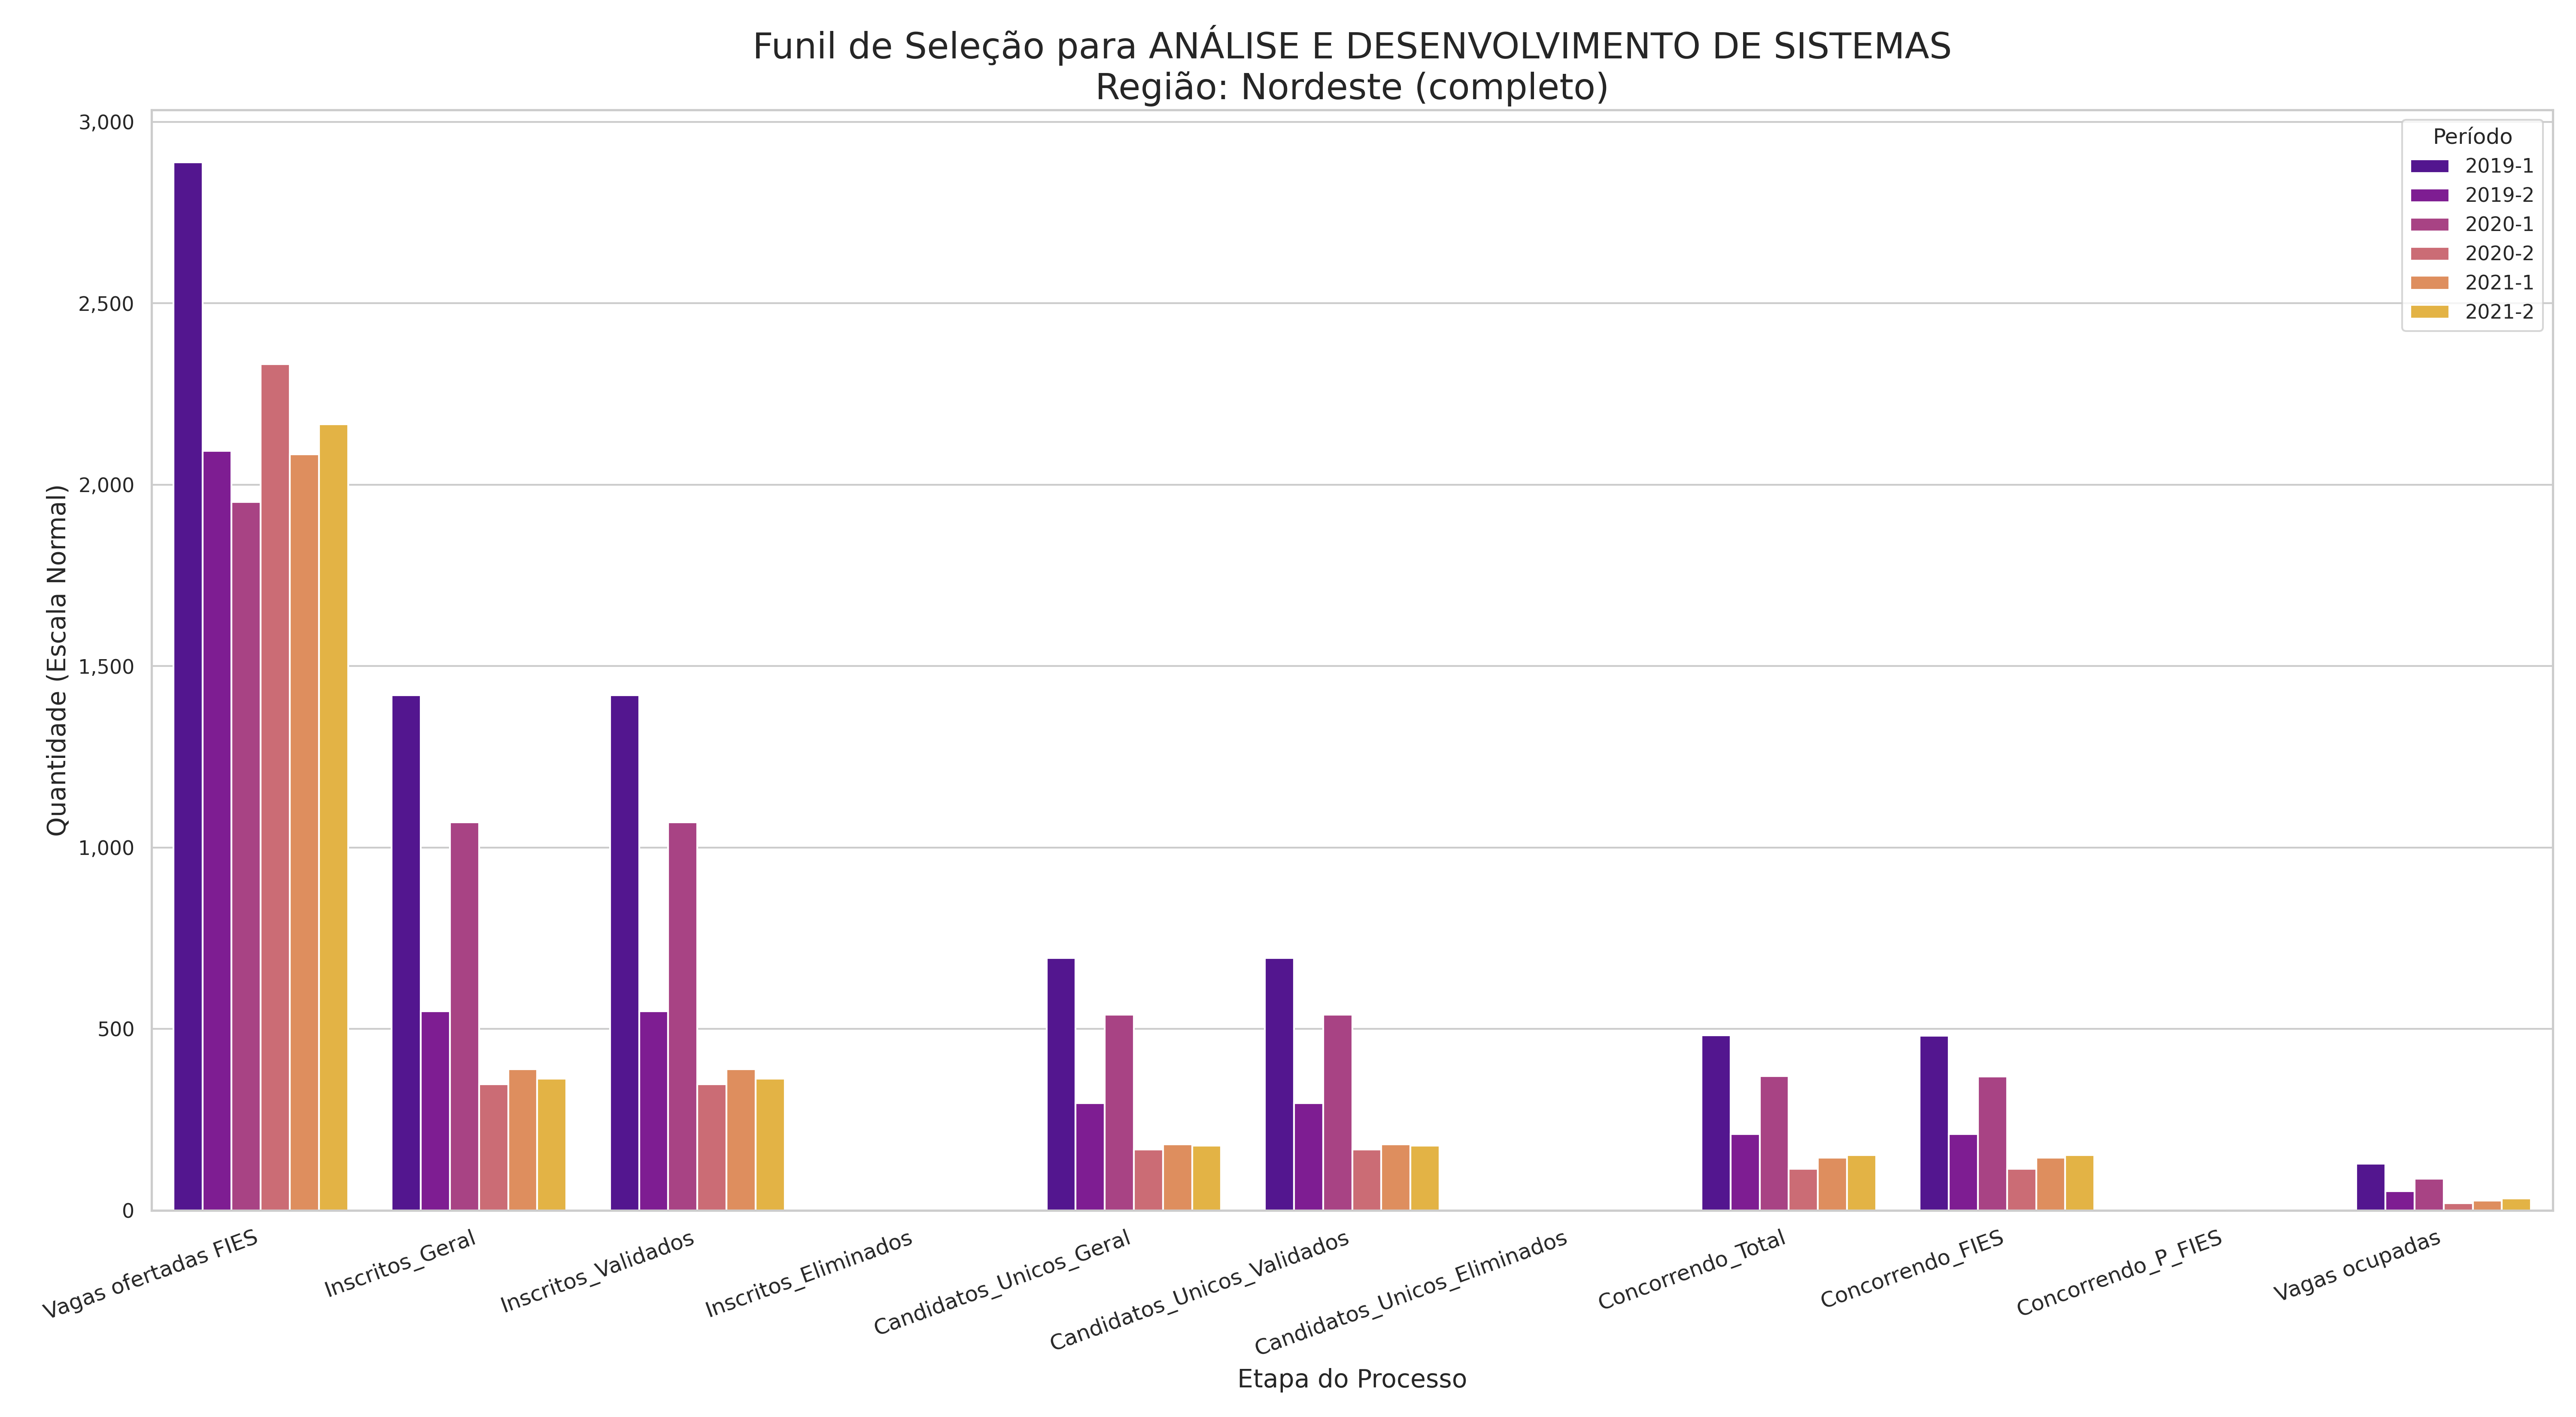 Funil de Seleção para ANÁLISE E DESENVOLVIMENTO DE SISTEMAS
Região: Nordeste (completo)
Quantidade (Escala Normal)
3,000
2,500
2,000
1,500
1,000
500
0
Período
2019-1
2019-2
2020-1
2020-2
2021-1
2021-2
Vagas ofertadas FIES
Inscritos_Geral
Inscritos_Validados
Inscritos_Eliminados
Candidatos_Unicos_Geral
Candidatos_Unicos_Validados
Candidatos_Unicos_Eliminados
Concorrendo_Total
Concorrendo_FIES
Concorrendo_P_FIES
Vagas ocupadas
Etapa do Processo